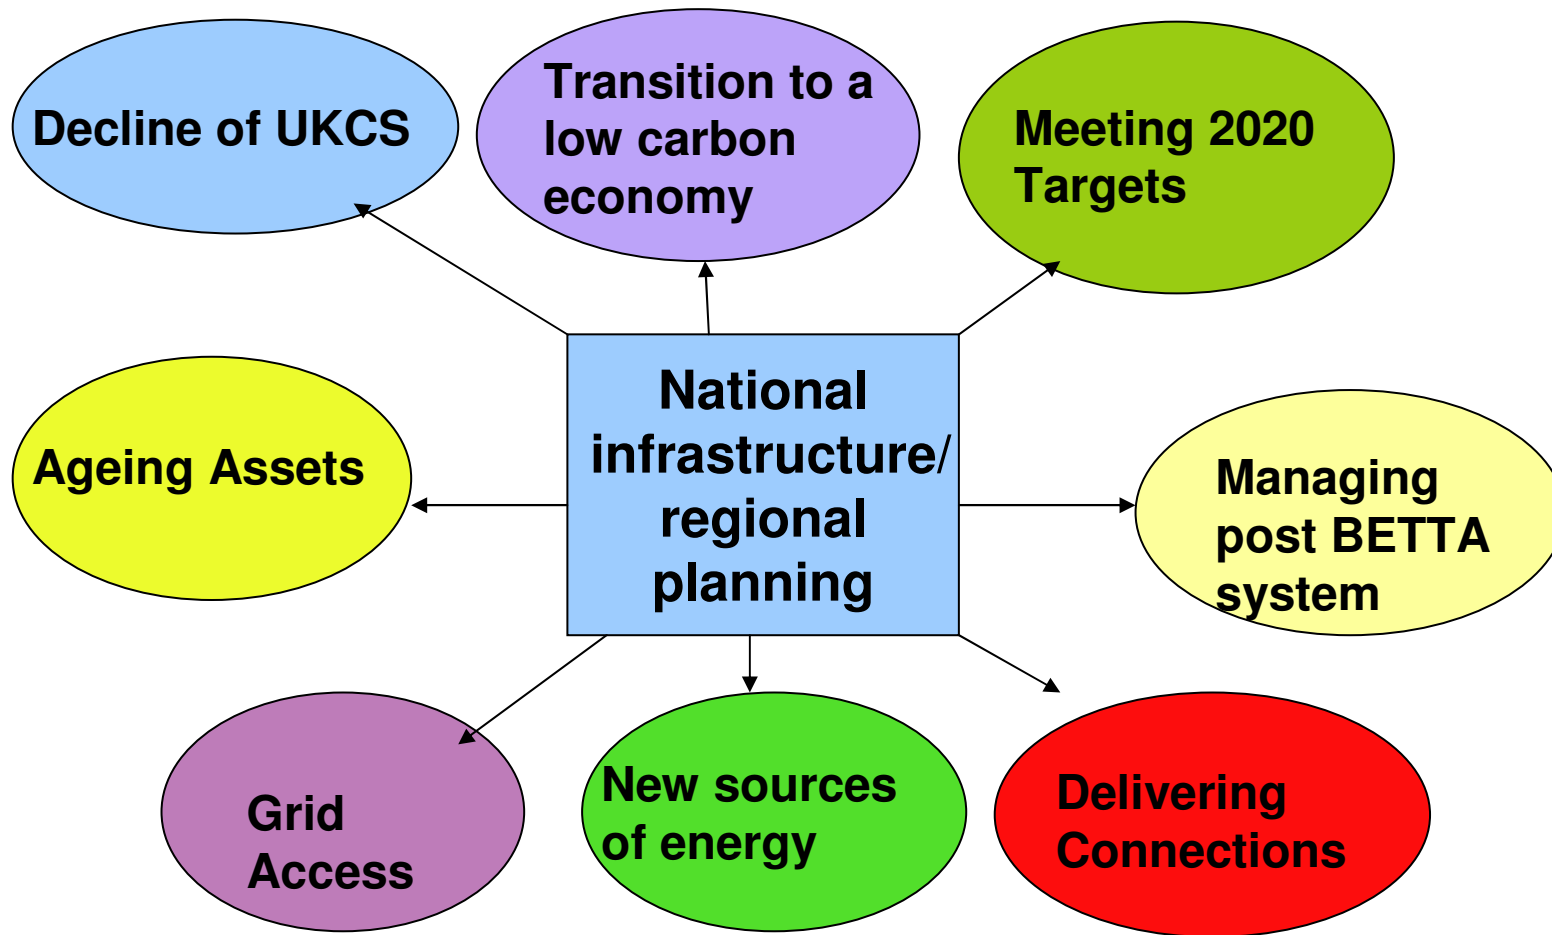 Decline of UKCS
Transition to a
low carbon
economy
Meeting 2020
Targets
Ageing Assets
National
infrastructure/
regional
planning
Managing
post BETTA
system
Grid
Access
New sources
of energy
Delivering
Connections